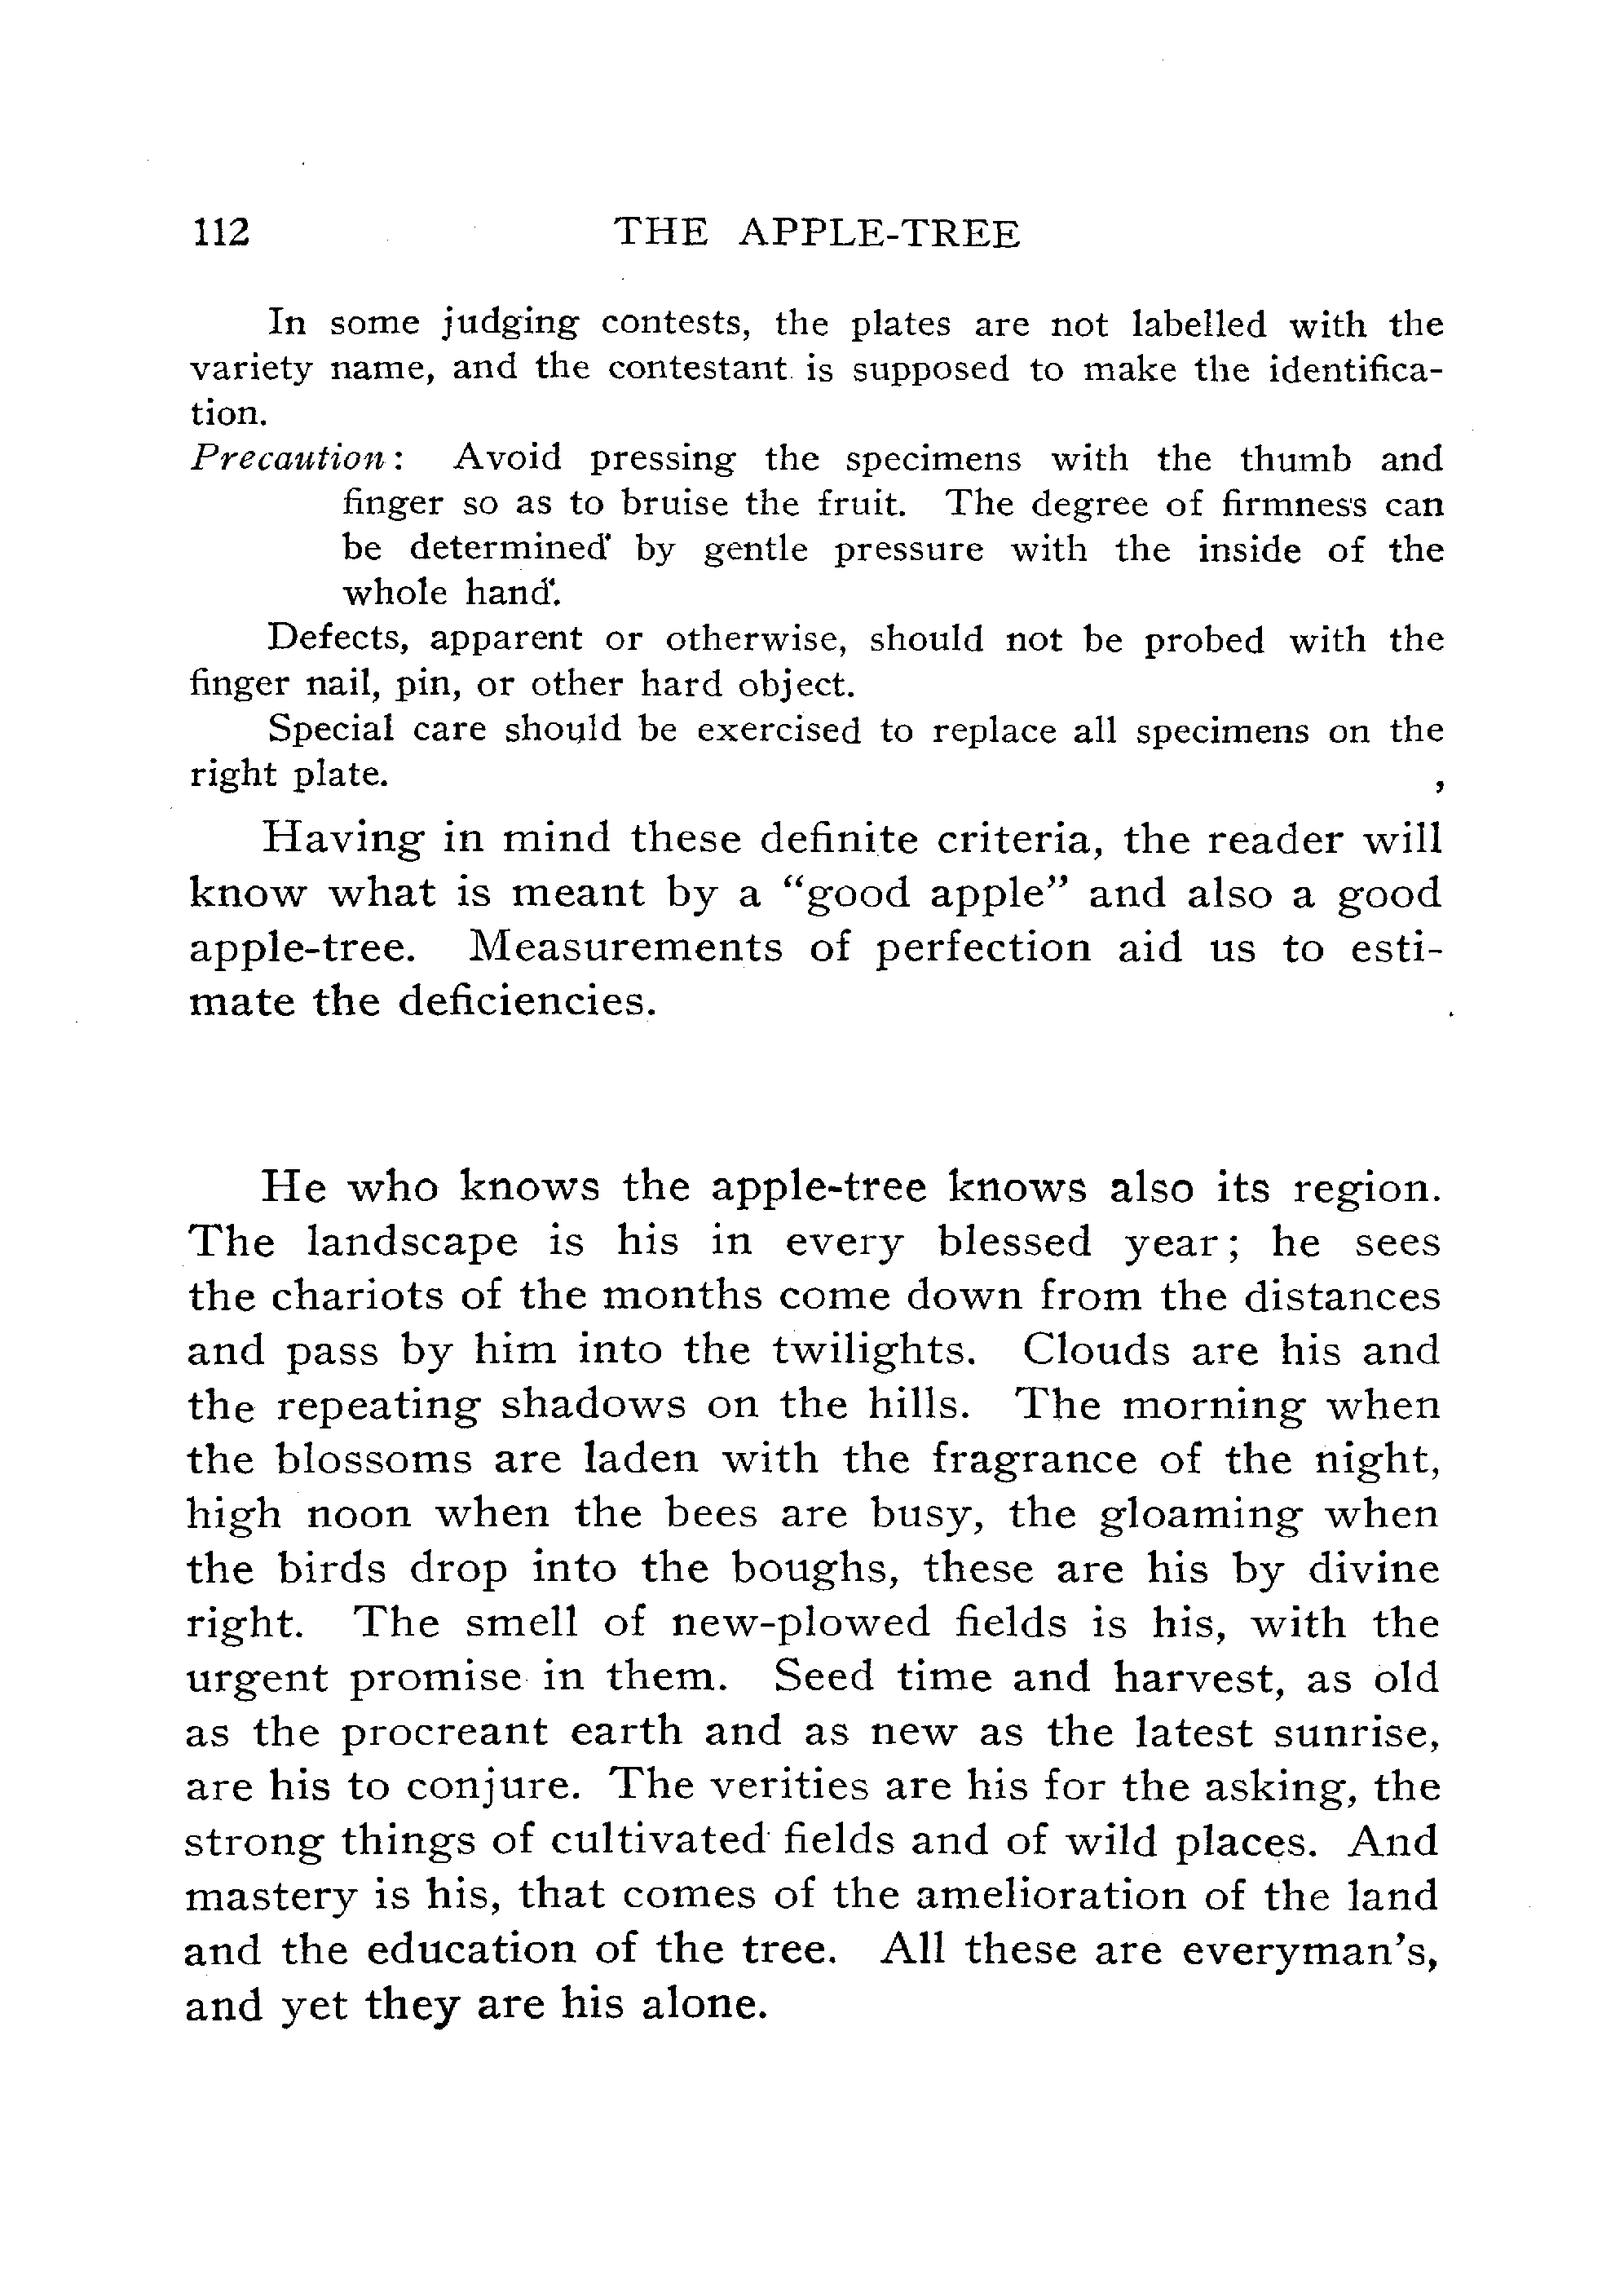 112 THE APPLE-TREE
In some judging contests, the plates are not labelled with the
variety name, and the contestant is supposed to make the identifica-
tion.
Precaution: Avoid pressing the specimens with the thumb and
finger so as to bruise the fruit. The degree of firmness can
be determined by gentle pressure with the inside of the
whole hand.
Defects, apparent or otherwise, should not be probed with the
finger nail, pin, or other hard object.
Special care should be exercised to replace all specimens on the
right plate.
Having in mind these definite criteria, the reader will
know what is meant by a “good apple” and also a good
apple-tree. Measurements of perfection aid us to esti-
mate the deficiencies.
He who knows the apple-tree knows also its region.
The landscape is his in every blessed year; he sees
the chariots of the months come down from the distances
and pass by him into the twilights. Clouds are his and
the repeating shadows on the hills. The morning when
the blossoms are laden with the fragrance of the night,
high noon when the bees are busy, the gloaming when
the birds drop into the boughs, these are his by divine
right. The smell of new-plowed fields is his, with the
urgent promise in them. Seed time and harvest, as old
as the procreant earth and as new as the latest sunrise,
are his to conjure. The verities are his for the asking, the
strong things of cultivated fields and of wild places. And
mastery is his, that comes of the amelioration of the land
and the education of the tree. All these are everyman’s,
and yet they are his alone.